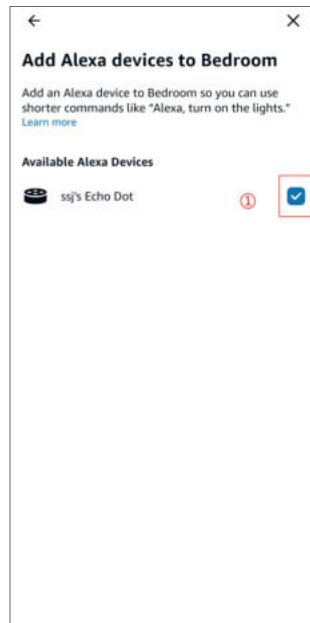 Add Alexa devices to Bedroom
Add an Alexa device to Bedroom so you can use
shorter commands like "Alexa, turn on the lights."
Learn more
Available Alexa Devices
ssj's Echo Dot
①